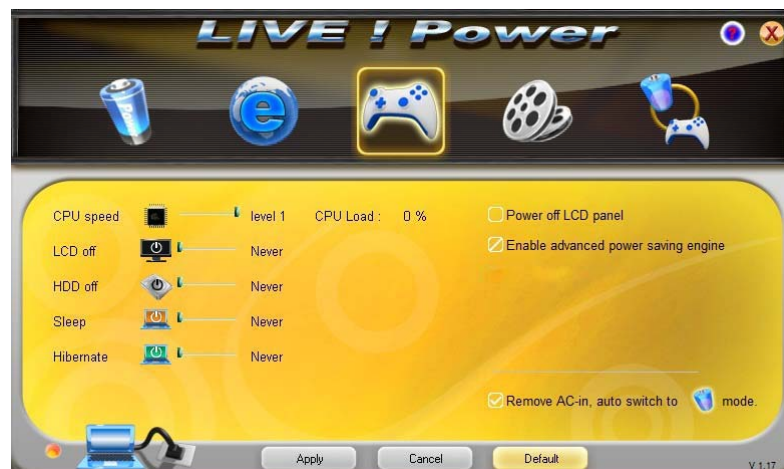 LIVE ! Power
?
X
Power
e
CPU speed level 1 CPU Load : 0 %
LCD off Never
HDD off Never
Sleep Never
Hibernate Never
Power off LCD panel
Enable advanced power saving engine
Remove AC-in, auto switch to mode.
Apply Cancel Default
V 1.17